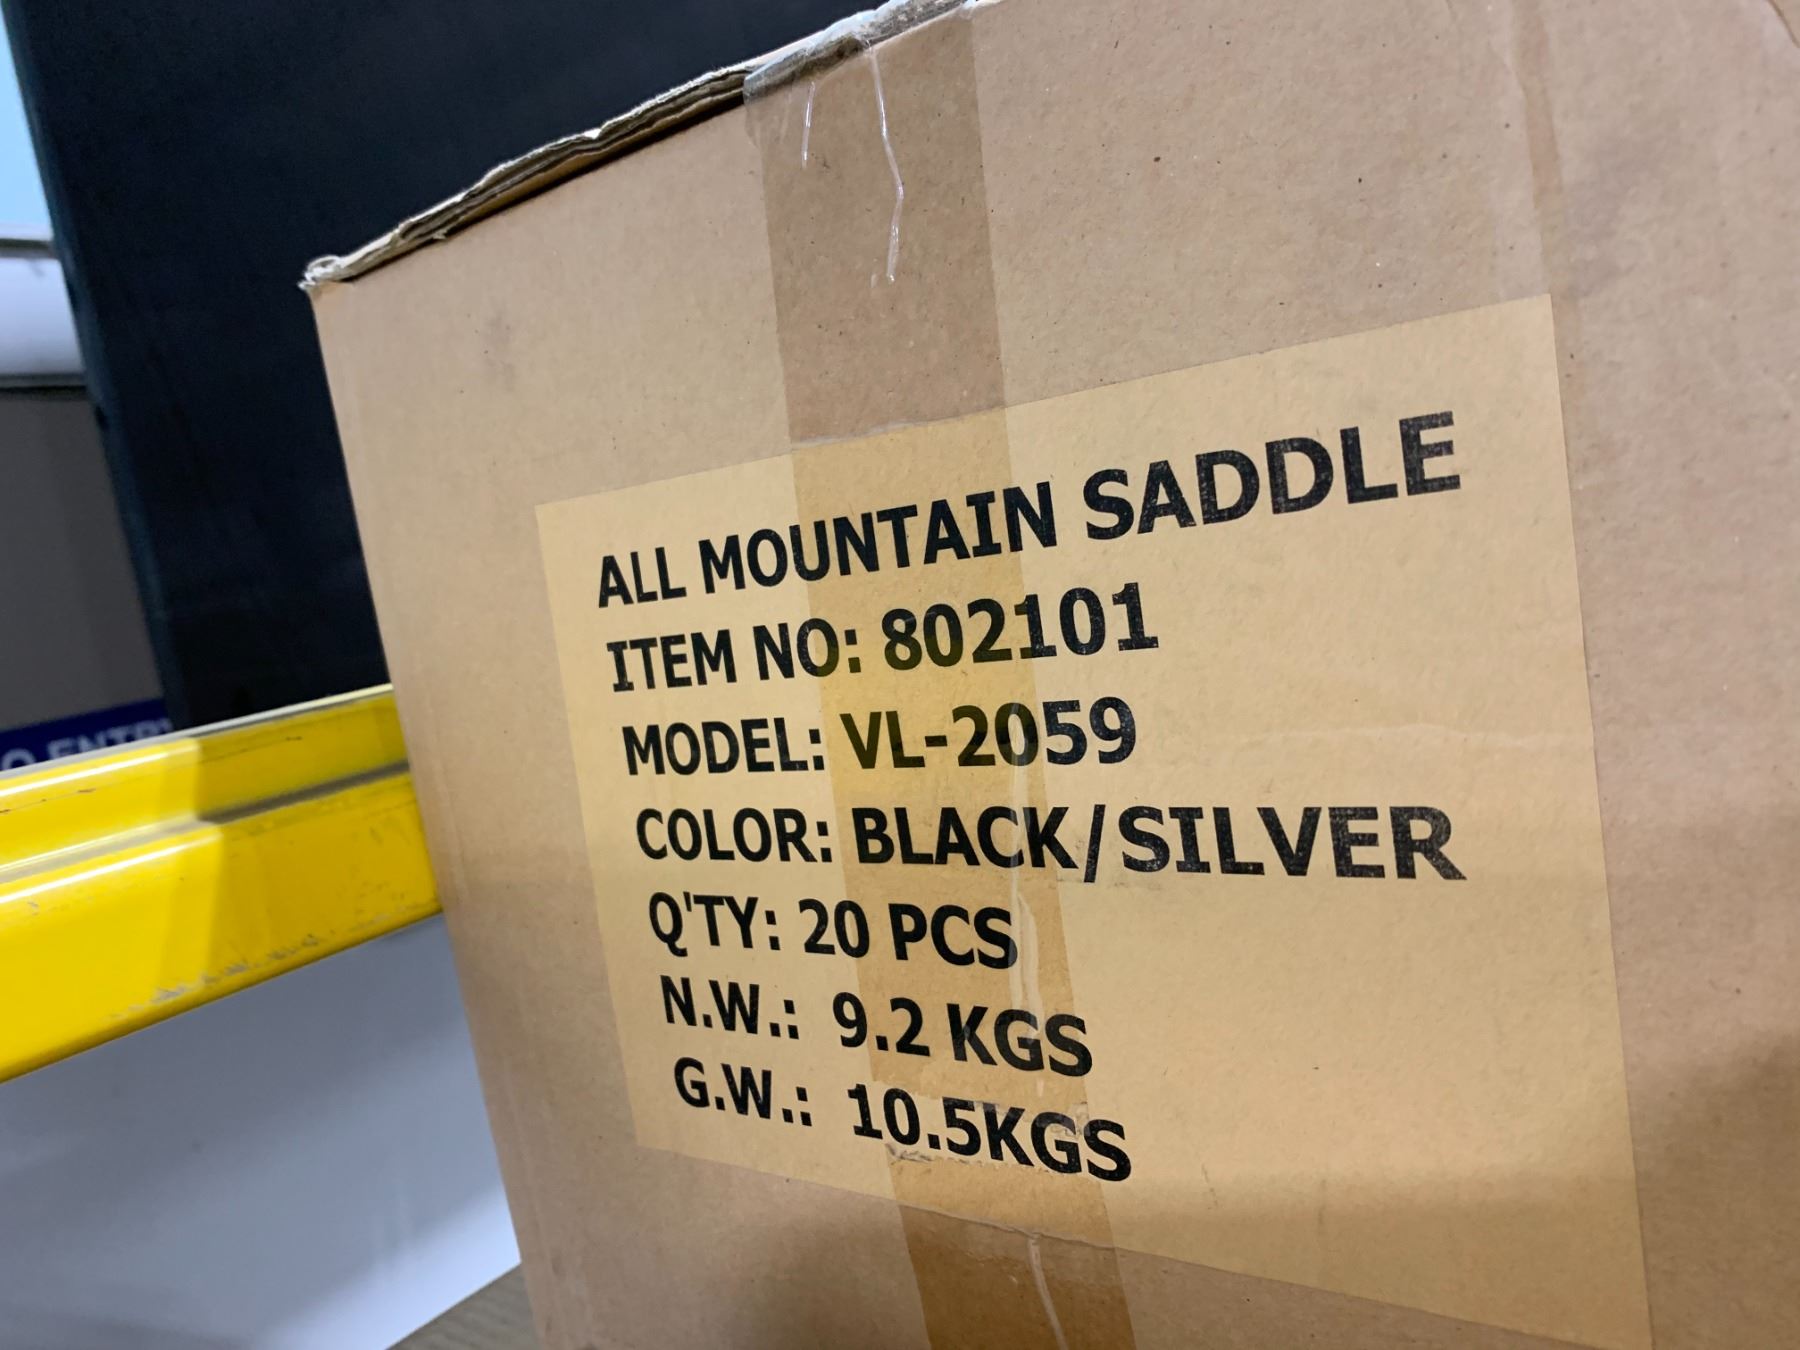 ALL MOUNTAIN SADDLE
ITEM NO: 802101
MODEL: VL-2059
COLOR: BLACK/SILVER
Q'TY: 20 PCS
N.W.: 9.2 KGS
G.W.: 10.5KGS